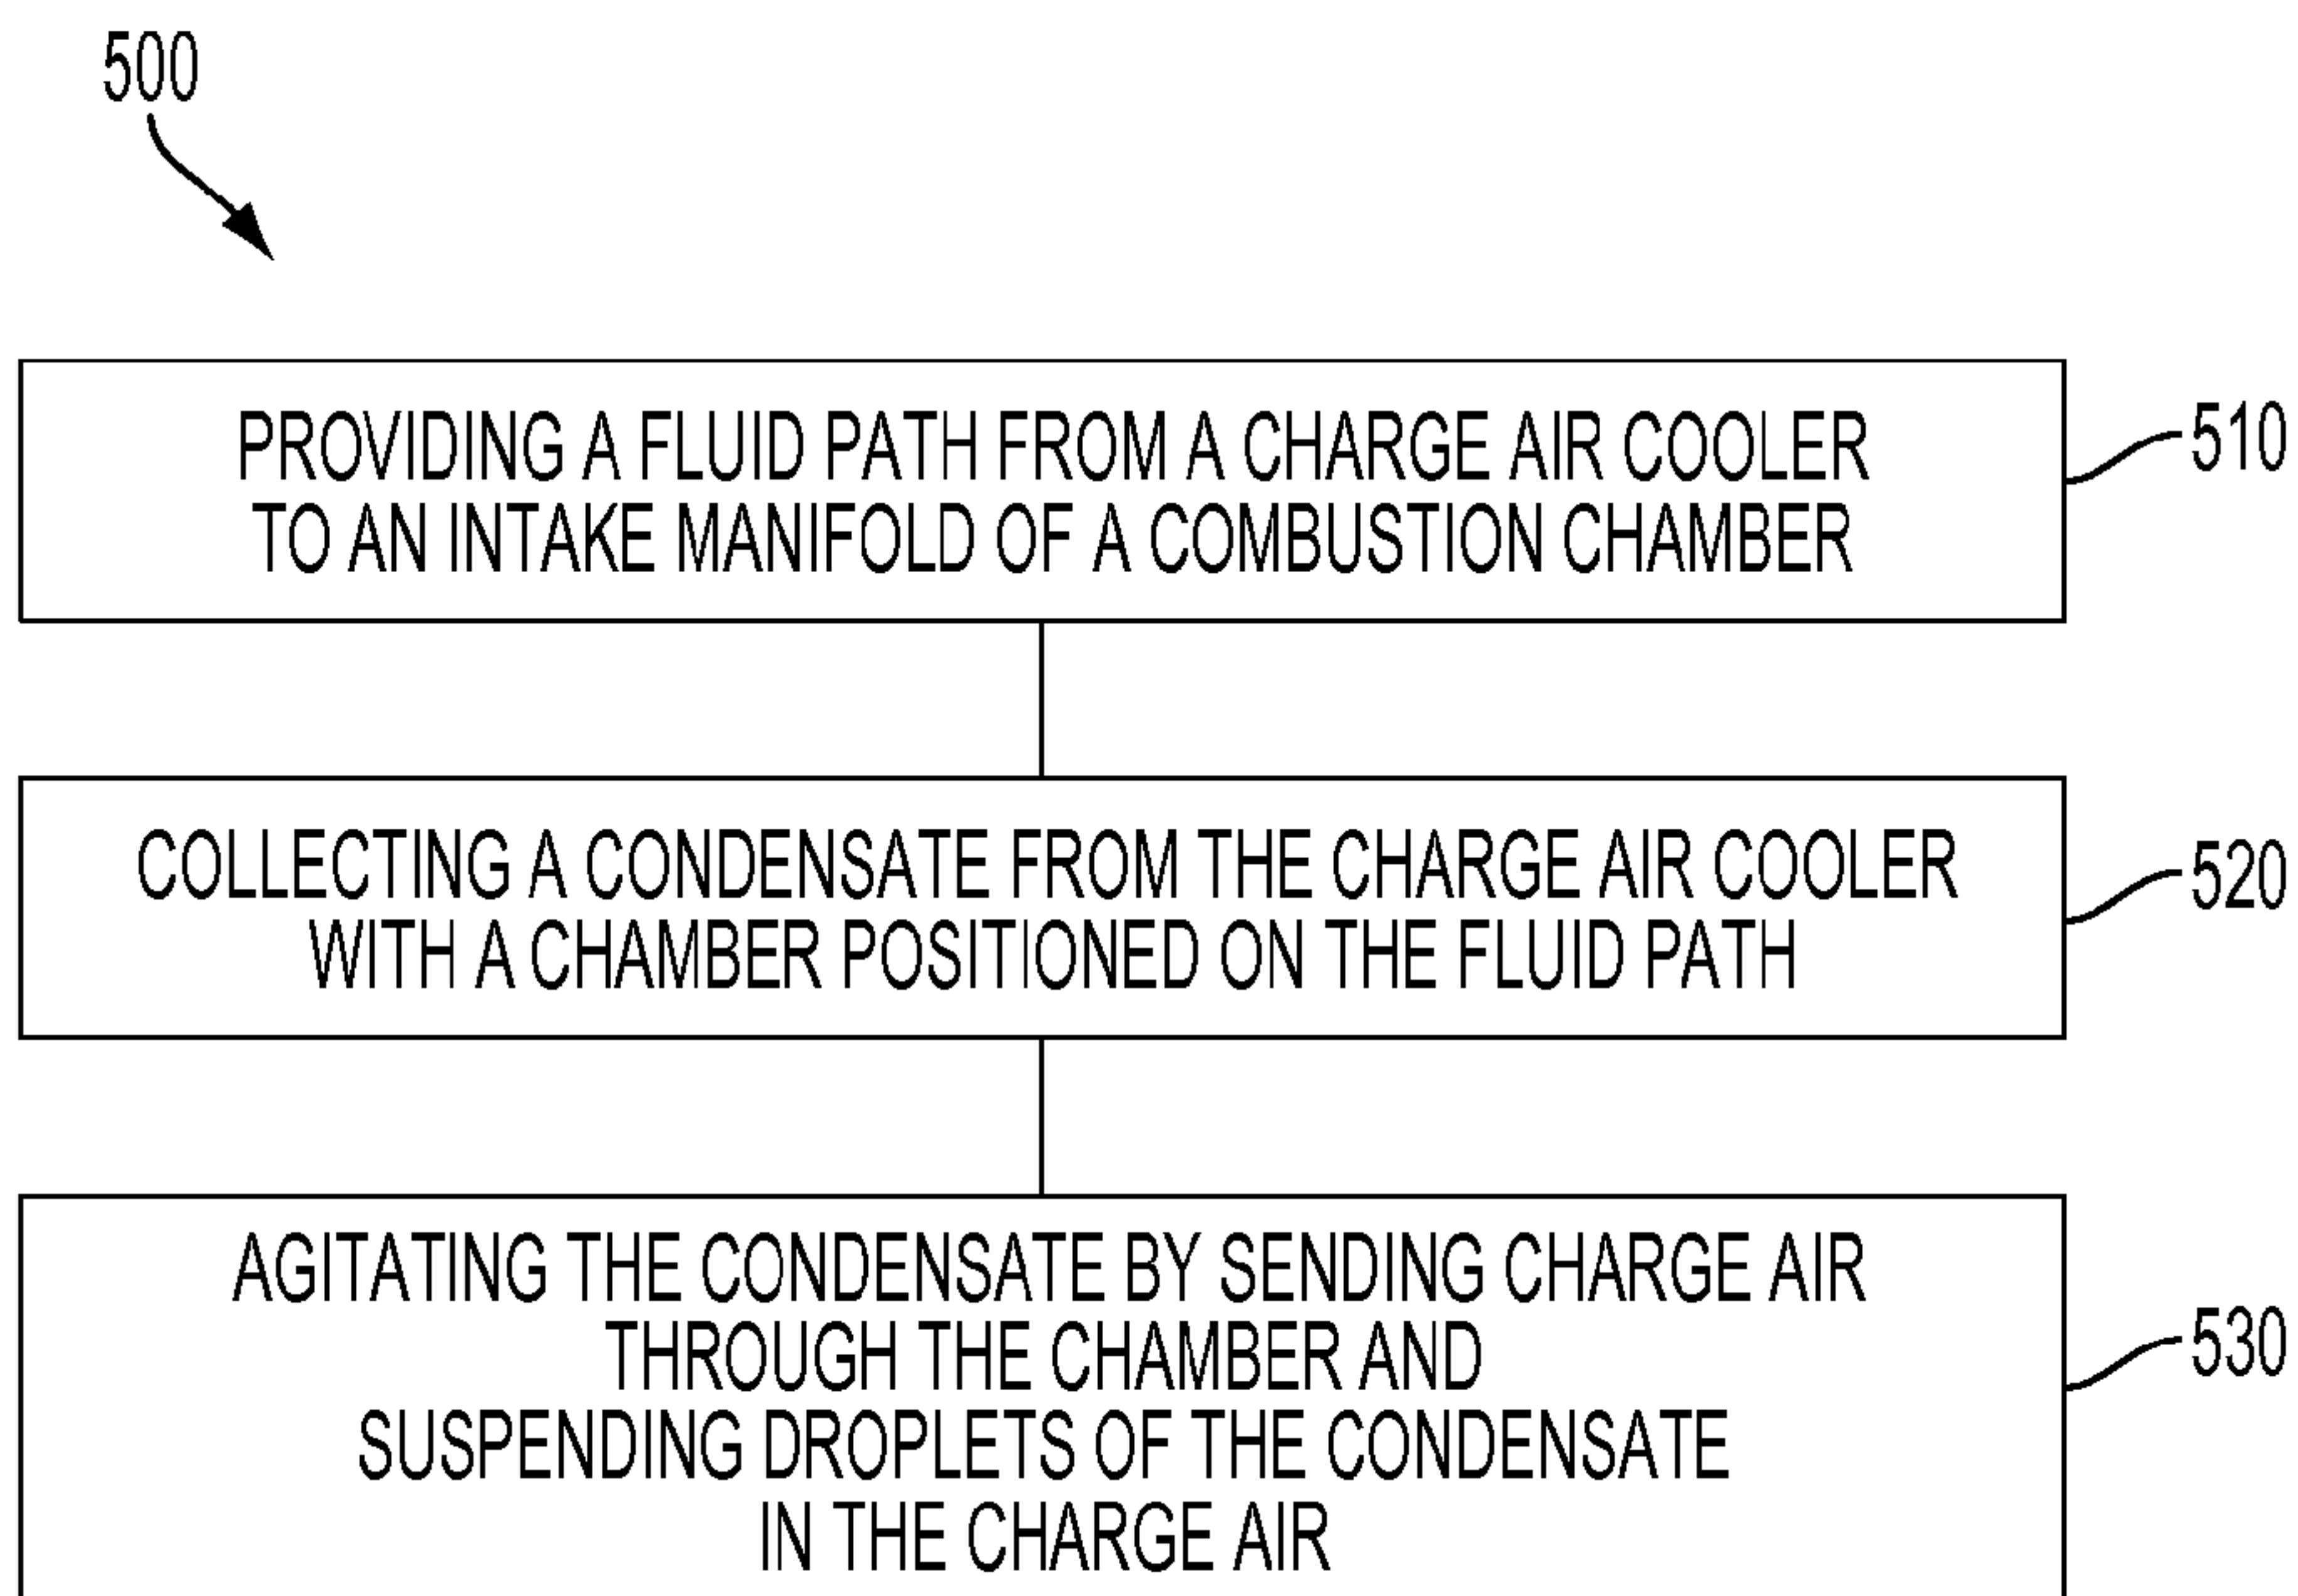 500
PROVIDING A FLUID PATH FROM A CHARGE AIR COOLER
TO AN INTAKE MANIFOLD OF A COMBUSTION CHAMBER
510
COLLECTING A CONDENSATE FROM THE CHARGE AIR COOLER
WITH A CHAMBER POSITIONED ON THE FLUID PATH
520
AGITATING THE CONDENSATE BY SENDING CHARGE AIR
THROUGH THE CHAMBER AND
SUSPENDING DROPLETS OF THE CONDENSATE
IN THE CHARGE AIR
530